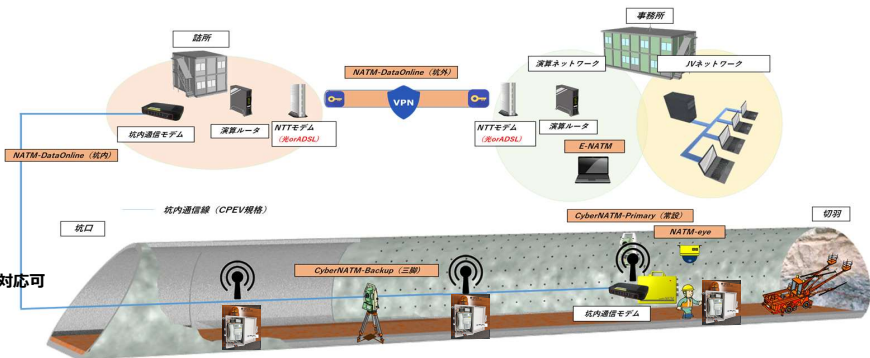 事務所
詰所
演算ネットワーク
JVネットワーク
NATM-DataOnline（坑外）
VPN
坑内通信モデム
演算ルータ
NTTモデム
（光orADSL）
NTTモデム
（光orADSL）
演算ルータ
E-NATM
NATM-DataOnline（坑内）
坑内通信線（CPEV規格）
坑口
CyberNATM-Primary（常設）
切羽
NATM-eye
CyberNATM-Backup（三脚）
対応可
坑内通信モデム